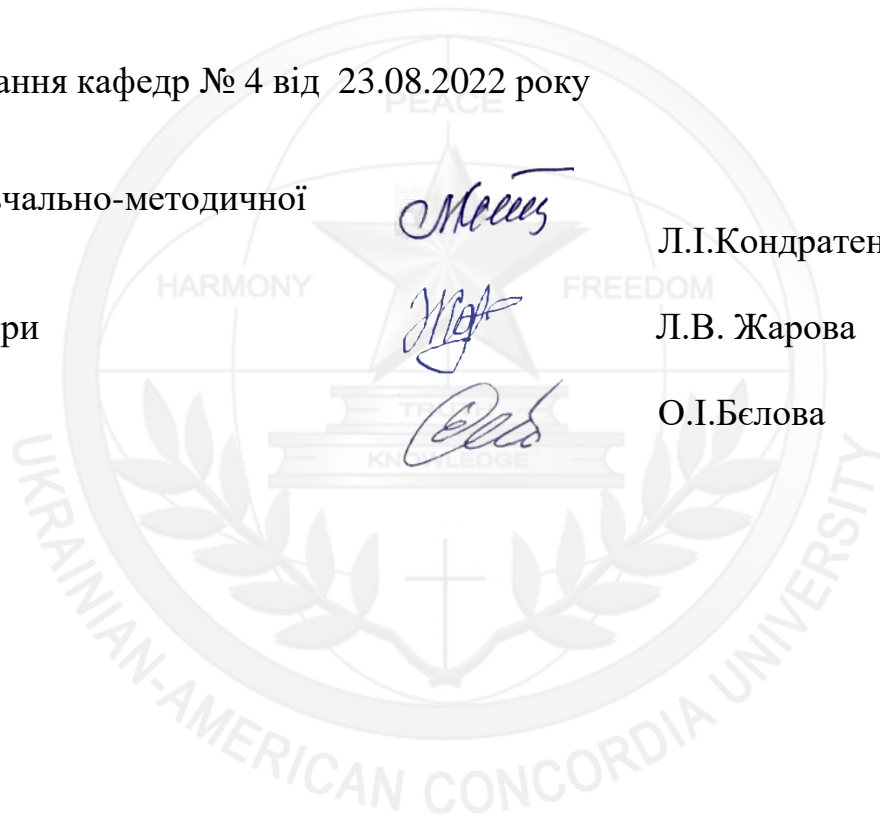 ання кафедр № 4 від 23.08.2022 року
PEACE
вчально-методичної
Л.І.Кондратен
HARMONY
FREEDOM
ри
Л.В. Жарова
TRUTH
О.І.Бєлова
KNOWLEDGE
UKRAINIAN-AMERICAN CONCORDIA UNIVERSITY